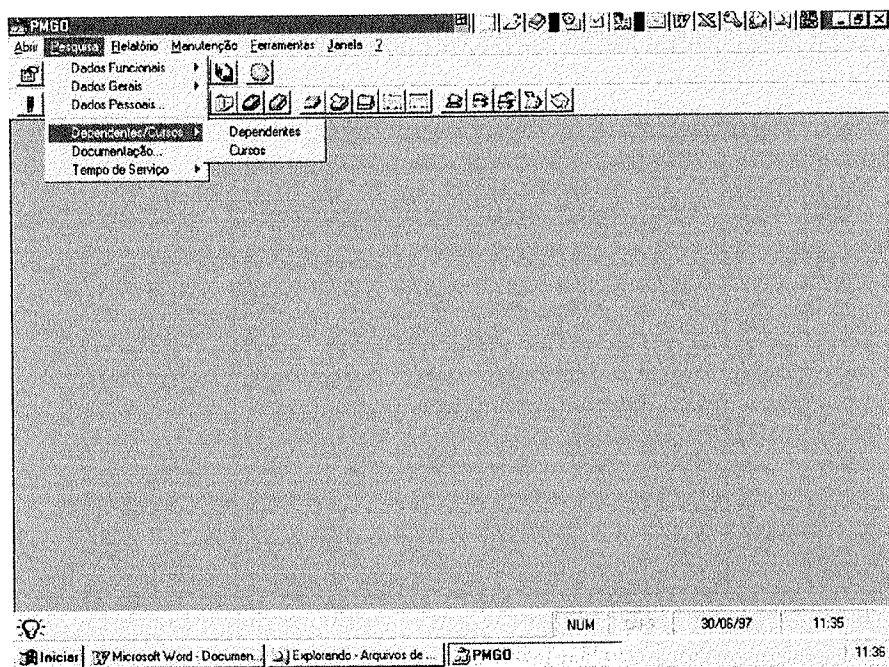 PMGO
Abrir Pesquisa Relatório Manutenção Ferramentas Janela ?
Dados Funcionais
Dados Gerais
Dados Pessoais...
Dependentes/Cursos
Dependentes
Documentação...
Cursos
Tempo de Serviço
NUM 30/06/97 11:35
Iniciar Microsoft Word - Documen... Explorando - Arquivos de ... PMGO 11:36